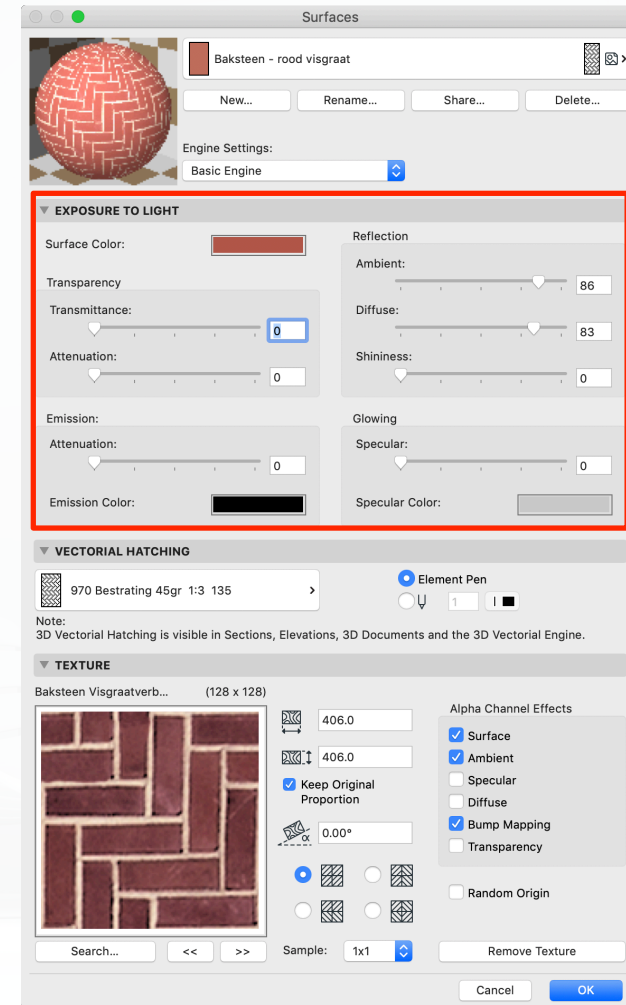 Surfaces
Baksteen - rood visgraat
New... Rename... Share... Delete...
Engine Settings:
Basic Engine
EXPOSURE TO LIGHT
Surface Color:
Transparency
Transmittance:
0
Attenuation:
0
Reflection
Ambient:
86
Diffuse:
83
Shininess:
0
Emission:
Attenuation:
0
Emission Color:
Glowing
Specular:
0
Specular Color:
VECTORIAL HATCHING
970 Bestrating 45gr 1:3 135
Element Pen
1
Note:
3D Vectorial Hatching is visible in Sections, Elevations, 3D Documents and the 3D Vectorial Engine.
TEXTURE
Baksteen Visgraatverb... (128 x 128)
406.0
406.0
Keep Original
Proportion
α
0.00°
Alpha Channel Effects
Surface
Ambient
Specular
Diffuse
Bump Mapping
Transparency
Random Origin
Search... << >> Sample: 1x1 Remove Texture
Cancel OK